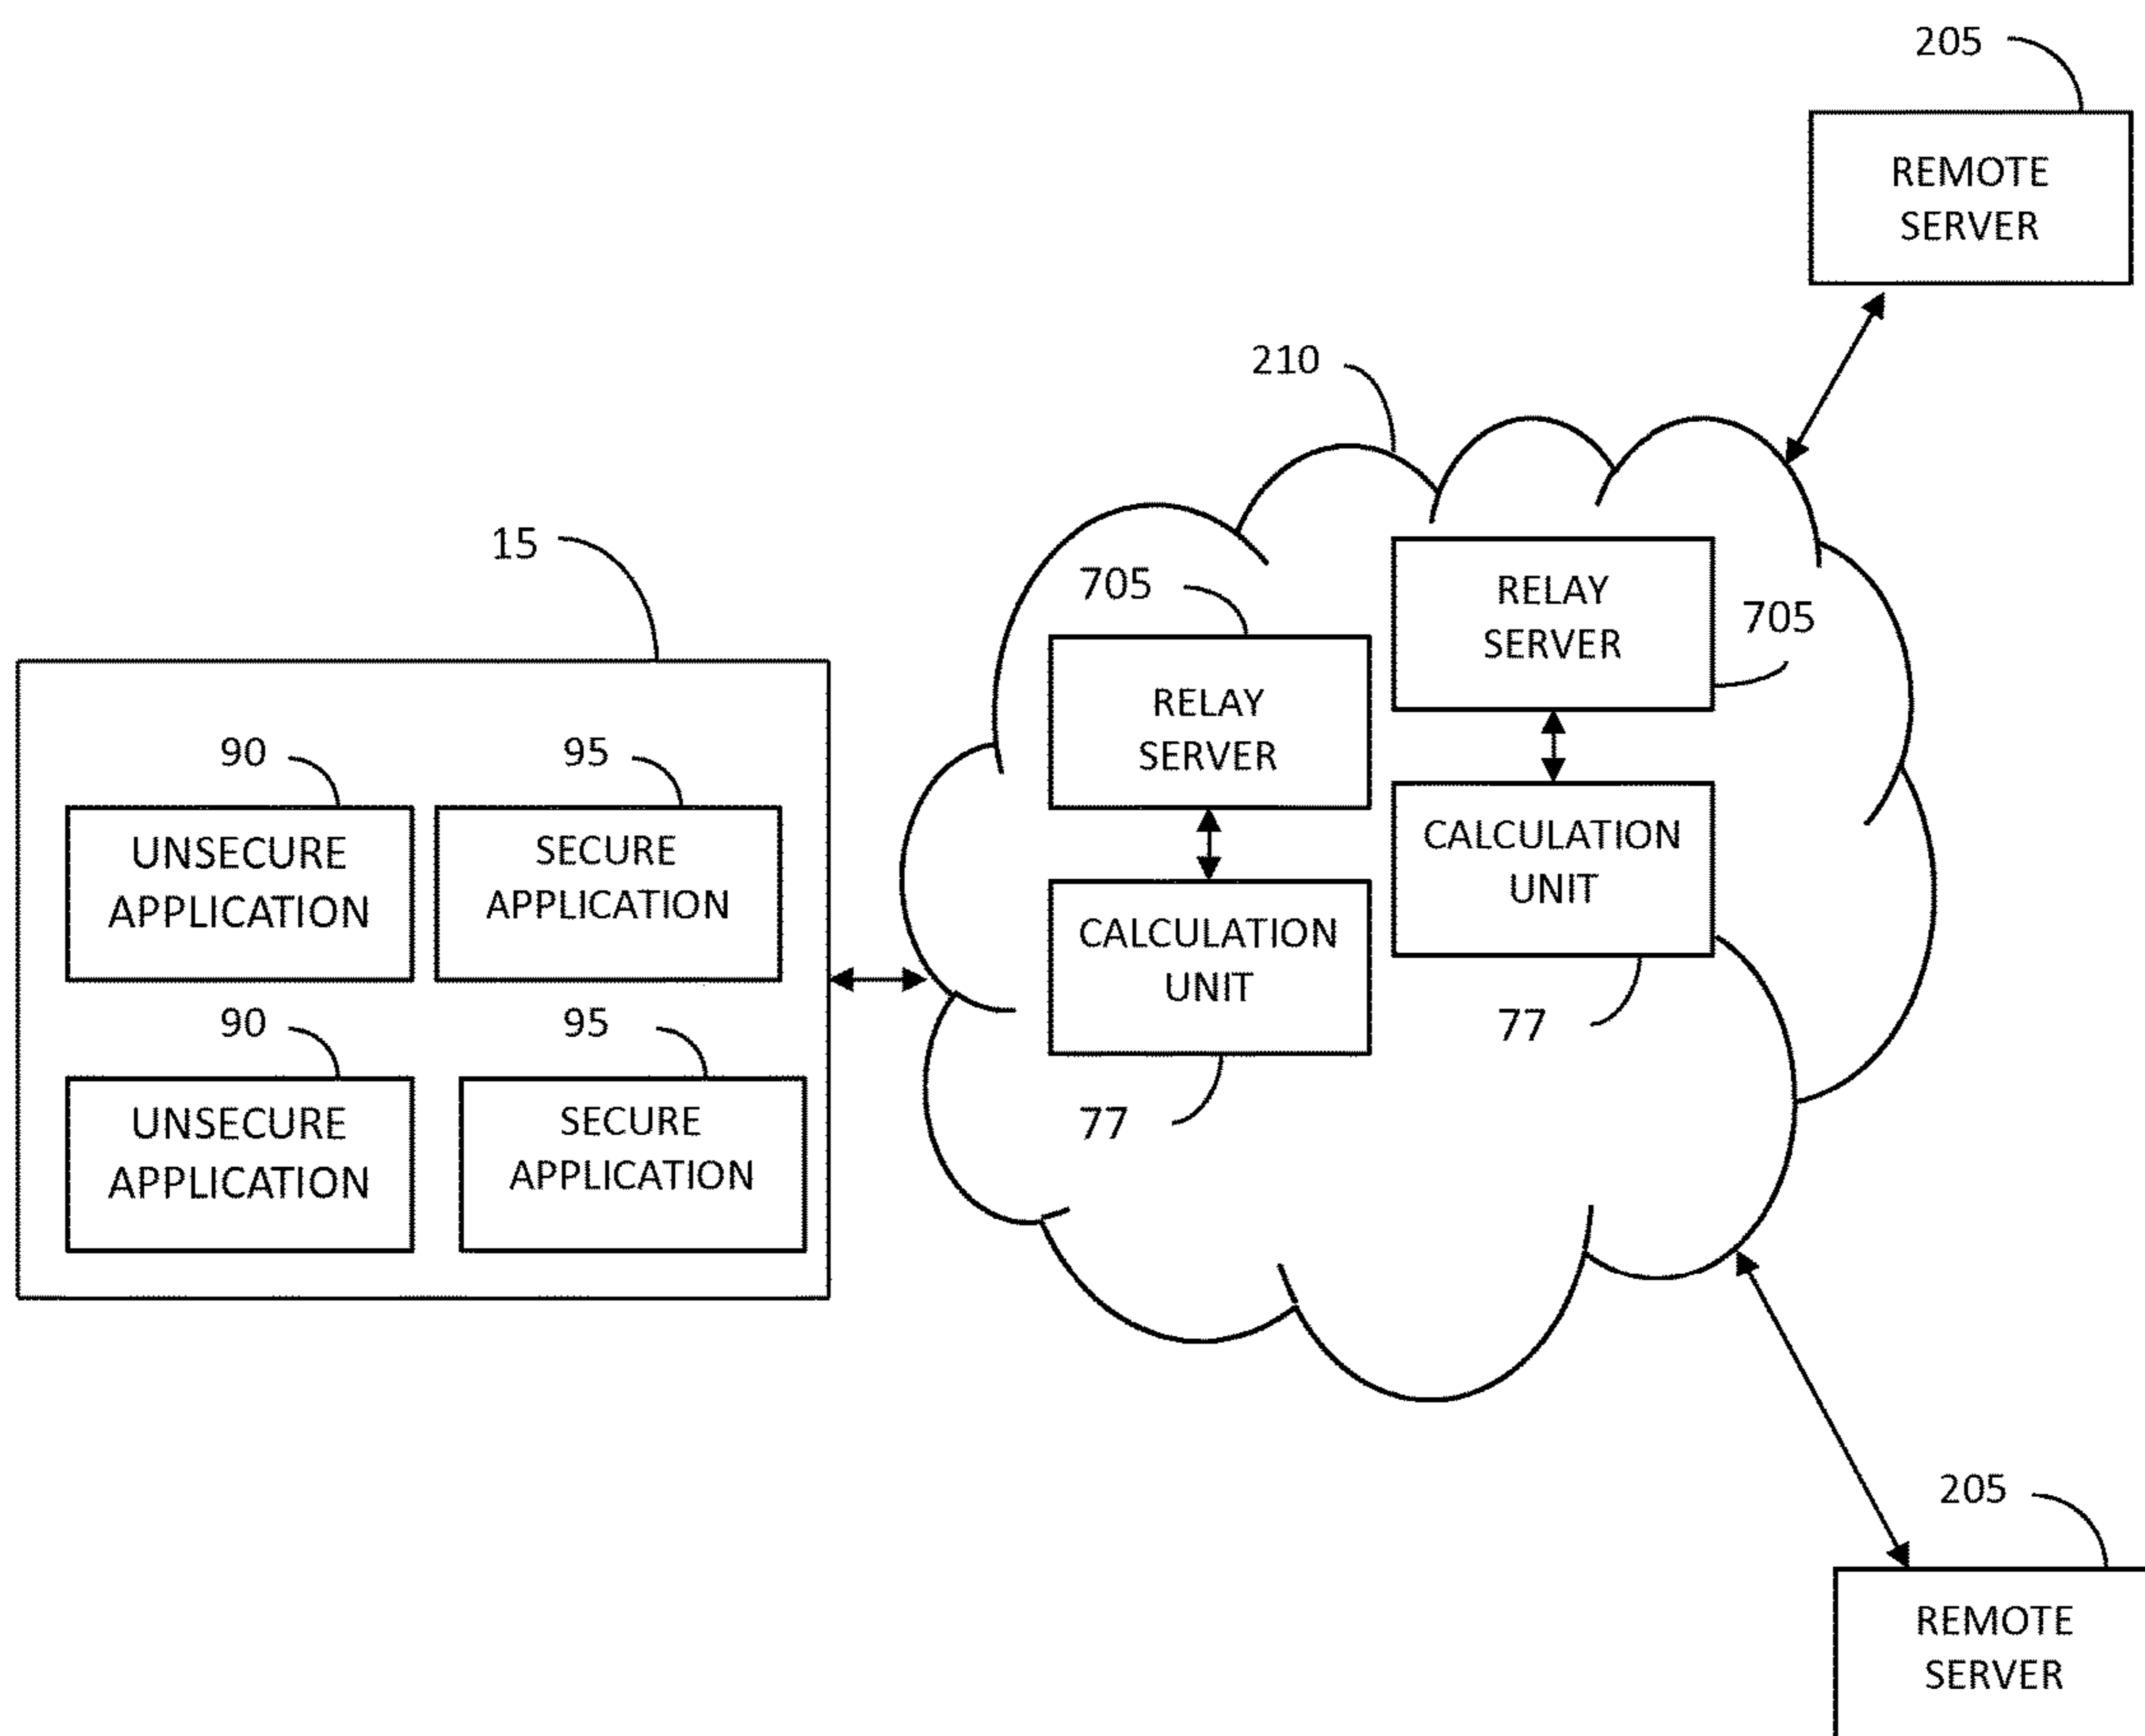 205
REMOTE
SERVER
210
15
705
RELAY
SERVER
705
RELAY
SERVER
90
95
UNSECURE
APPLICATION
SECURE
APPLICATION
CALCULATION
UNIT
CALCULATION
UNIT
77
77
90
95
UNSECURE
APPLICATION
SECURE
APPLICATION
205
REMOTE
SERVER